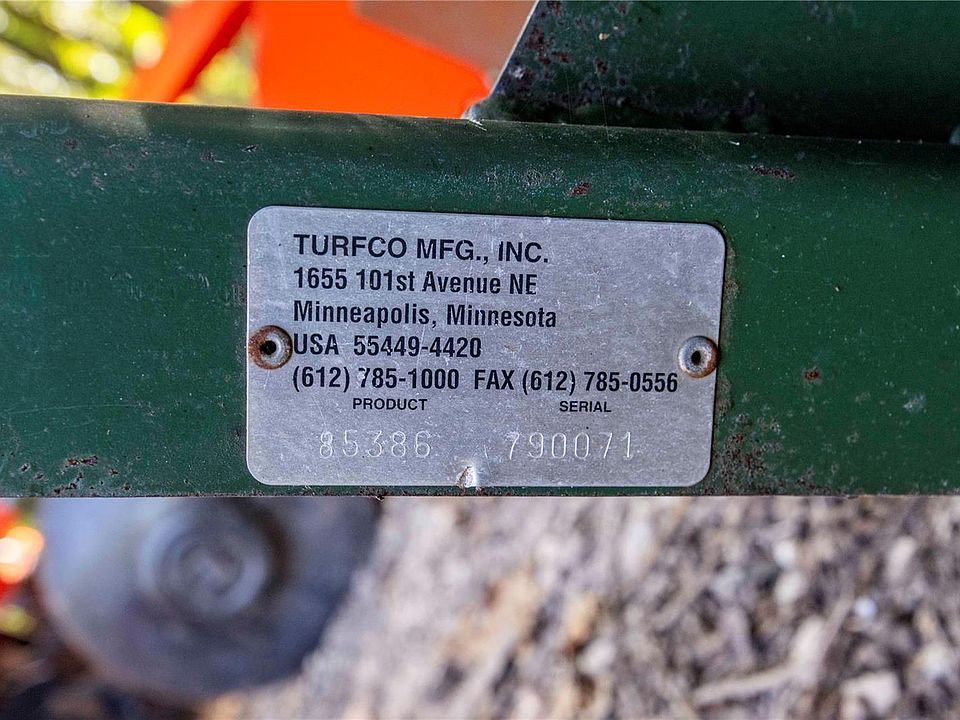 TURFCO MFG., INC.
1655 101st Avenue NE
Minneapolis, Minnesota
USA 55449-4420
(612) 785-1000 FAX (612) 785-0556
PRODUCT SERIAL
85386 790071